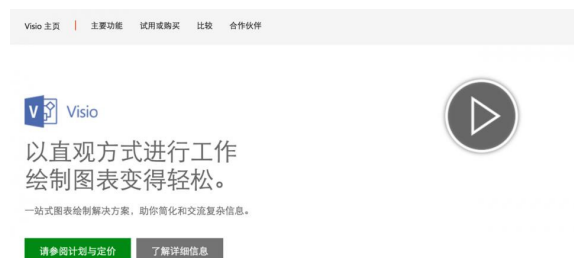 Visio 主页 主要功能 试用或购买 比较 合作伙伴
Visio
以直观方式进行工作
绘制图表变得轻松。
一站式图表绘制解决方案，助你简化和交流复杂信息。
请参阅计划与定价 了解详细信息